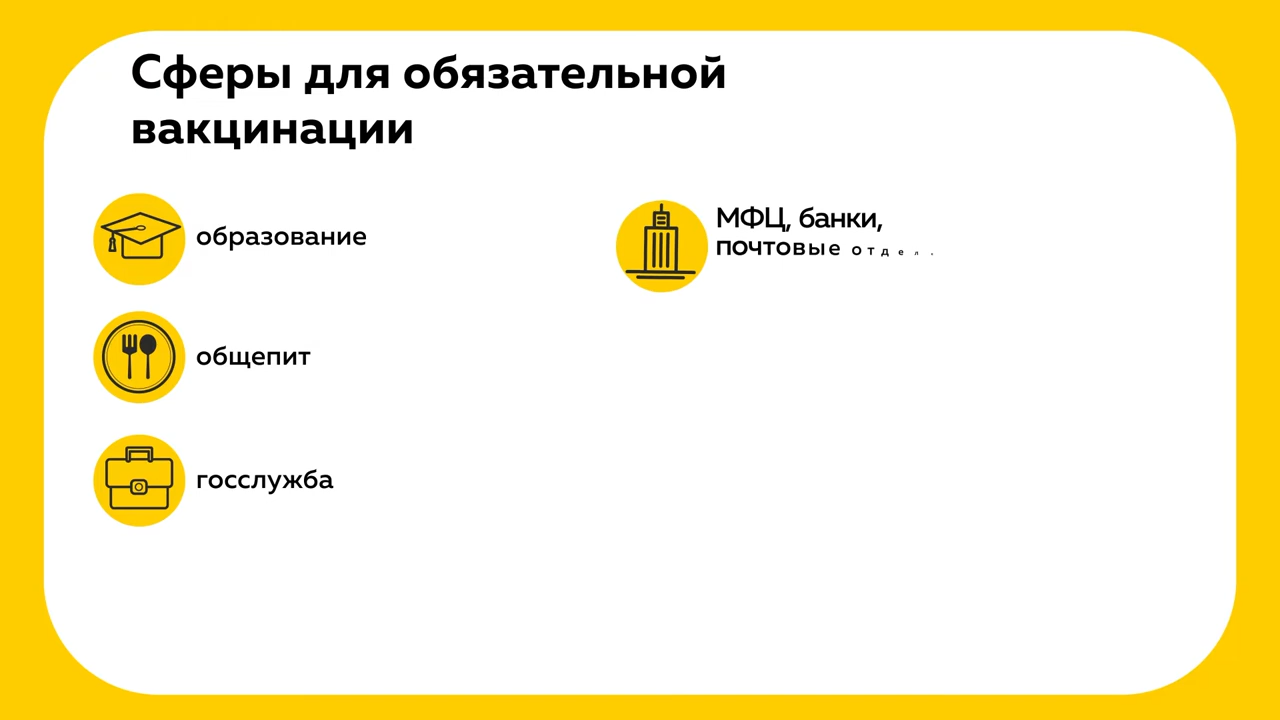 Сферы для обязательной
вакцинации
образование
общепит
госслужба
МФЦ, банки,
почтовые отдел